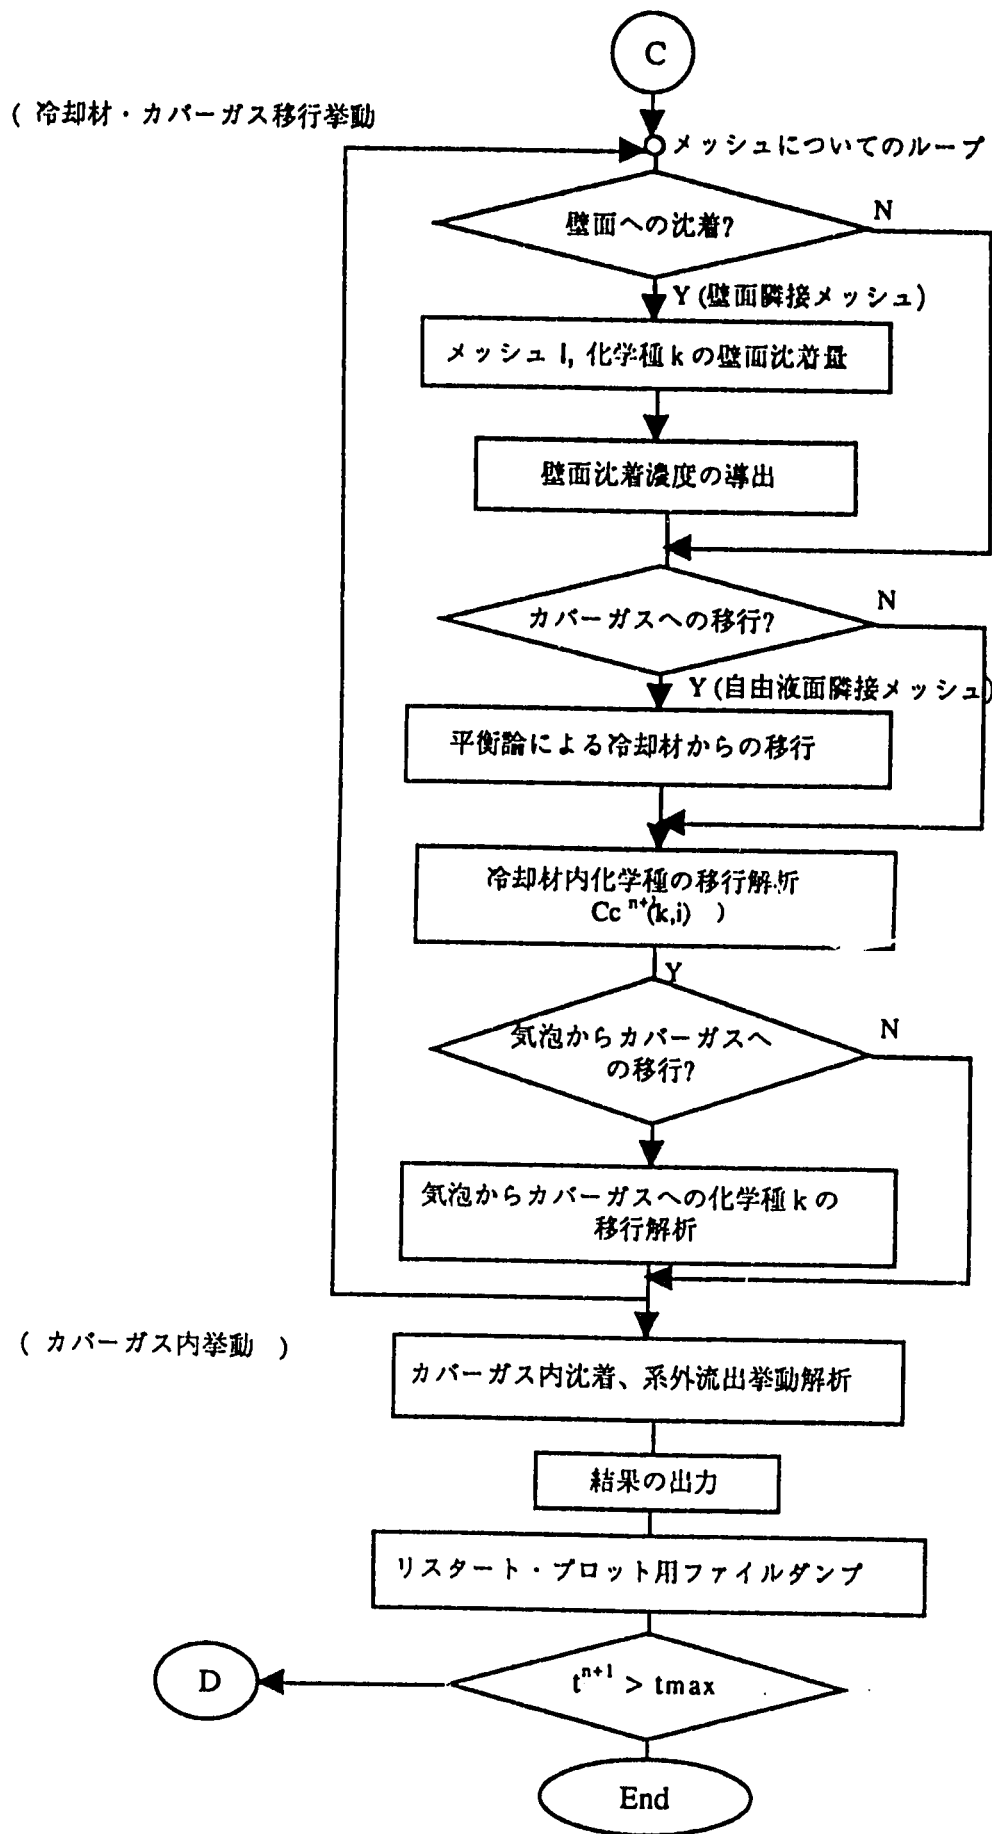 C
( 冷却材・カバーガス移行挙動
メッシュについてのループ
壁面への沈着?
N
Y (壁面隣接メッシュ)
メッシュ I, 化学種 k の壁面沈着量
壁面沈着濃度の導出
カバーガスへの移行?
N
Y (自由液面隣接メッシュ)
平衡論による冷却材からの移行
冷却材内化学種の移行解析
Cc n+1(k,i) )
Y
気泡からカバーガスへ
の移行?
N
気泡からカバーガスへの化学種 k の
移行解析
( カバーガス内挙動 )
カバーガス内沈着、系外流出挙動解析
結果の出力
リスタート・プロット用ファイルダンプ
D
t n+1 > tmax
End